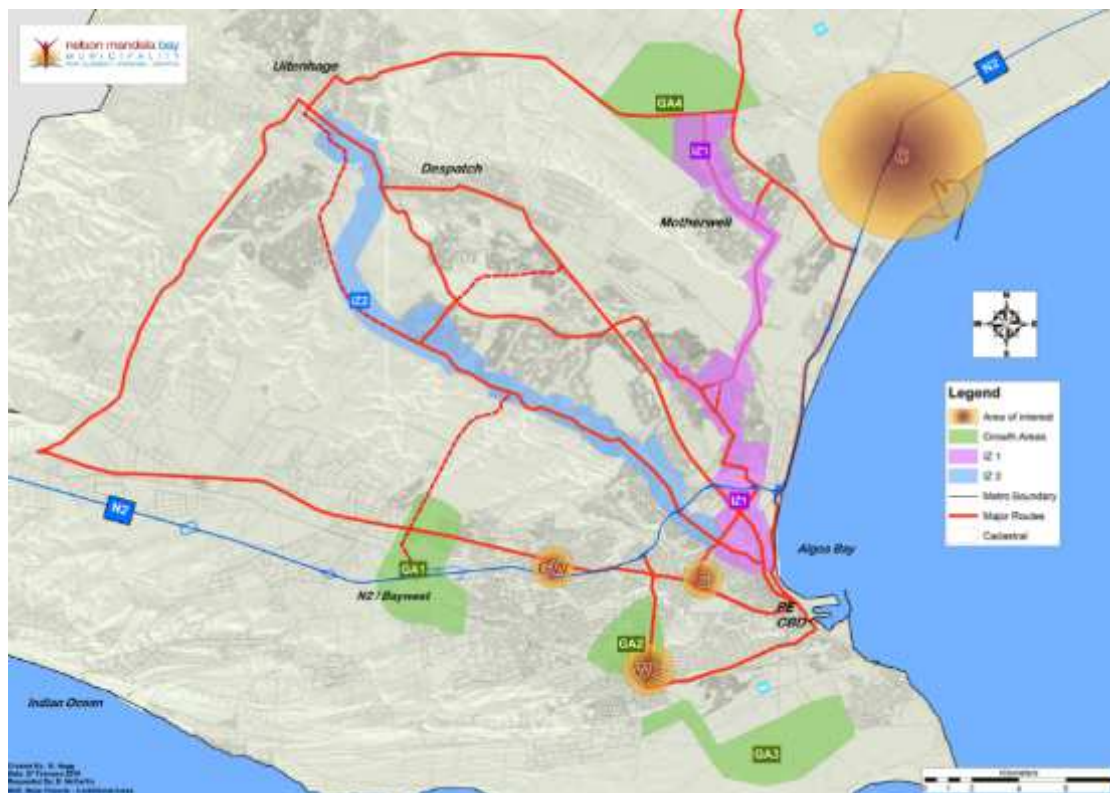 nelson mandela bay
MUNICIPALITY
Uitenhage
N2
GA4
IZ1
Despatch
Motherwell
IZ2
Legend
Area of interest
Growth Areas
IZ 1
IZ 2
Metro Boundary
Major Routes
Cadastral
N2
IZ1
Algoa Bay
GA1
N2 / Baywest
PE
CBD
GA2
W
GA3
Indian Ocean
Kilometers